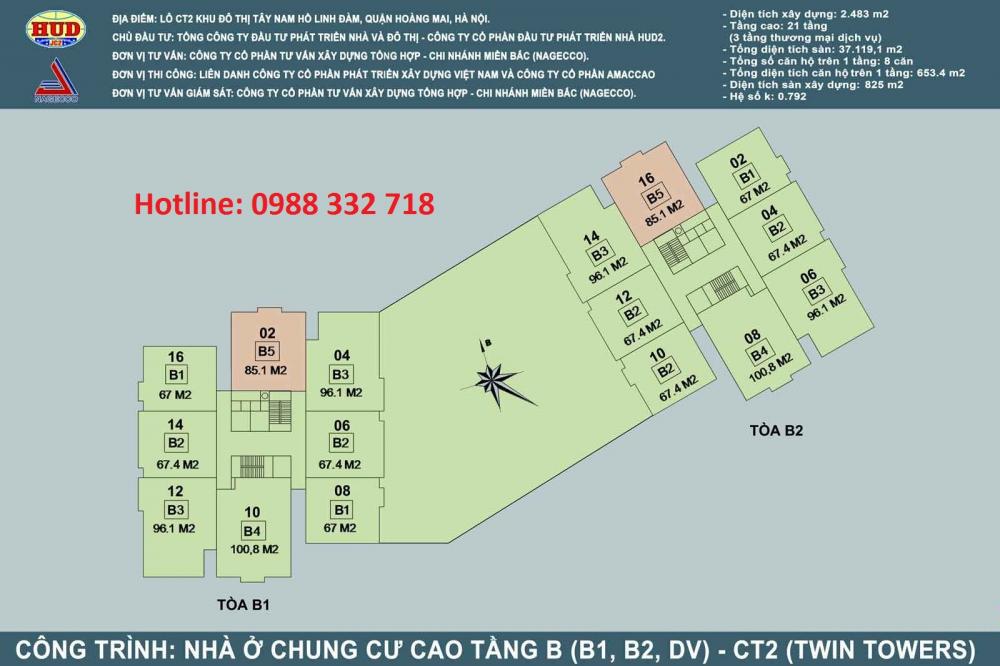 HUD
JC2
NAGECCO
ĐỊA ĐIỂM: LÔ CT2 KHU ĐÔ THỊ TÂY NAM HỒ LINH ĐÀM, QUẬN HOÀNG MAI, HÀ NỘI.
CHỦ ĐẦU TƯ: TỔNG CÔNG TY ĐẦU TƯ PHÁT TRIỂN NHÀ VÀ ĐÔ THỊ - CÔNG TY CỔ PHẦN ĐẦU TƯ PHÁT TRIỂN NHÀ HUD2.
ĐƠN VỊ TƯ VẤN: CÔNG TY CỔ PHẦN TƯ VẤN XÂY DỰNG TỔNG HỢP - CHI NHÁNH MIỀN BẮC (NAGECCO).
ĐƠN VỊ THI CÔNG: LIÊN DANH CÔNG TY CỔ PHẦN PHÁT TRIỂN XÂY DỰNG VIỆT NAM VÀ CÔNG TY CỔ PHẦN AMACCAO
ĐƠN VỊ TƯ VẤN GIÁM SÁT: CÔNG TY CỔ PHẦN TƯ VẤN XÂY DỰNG TỔNG HỢP - CHI NHÁNH MIỀN BẮC (NAGECCO).
- Diện tích xây dựng: 2.483 m2
- Tầng cao: 21 tầng
(3 tầng thương mại dịch vụ)
- Tổng diện tích sàn: 37.119,1 m2
- Tổng số căn hộ trên 1 tầng: 8 căn
- Tổng diện tích căn hộ trên 1 tầng: 653.4 m2
- Diện tích sàn xây dựng: 825 m2
- Hệ số k: 0.792
Hotline: 0988 332 718
16
B5
85.1 M2
02
B1
67 M2
14
B3
96.1 M2
04
B2
67.4 M2
12
B2
67.4 M2
06
B3
96.1 M2
10
B2
67.4 M2
08
B4
100,8 M2
TÒA B2
B
02
B5
85.1 M2
16
B1
67 M2
04
B3
96.1 M2
14
B2
67.4 M2
06
B2
67.4 M2
12
B3
96.1 M2
10
B4
100,8 M2
08
B1
67 M2
TÒA B1
CÔNG TRÌNH: NHÀ Ở CHUNG CƯ CAO TẦNG B (B1, B2, DV) - CT2 (TWIN TOWERS)